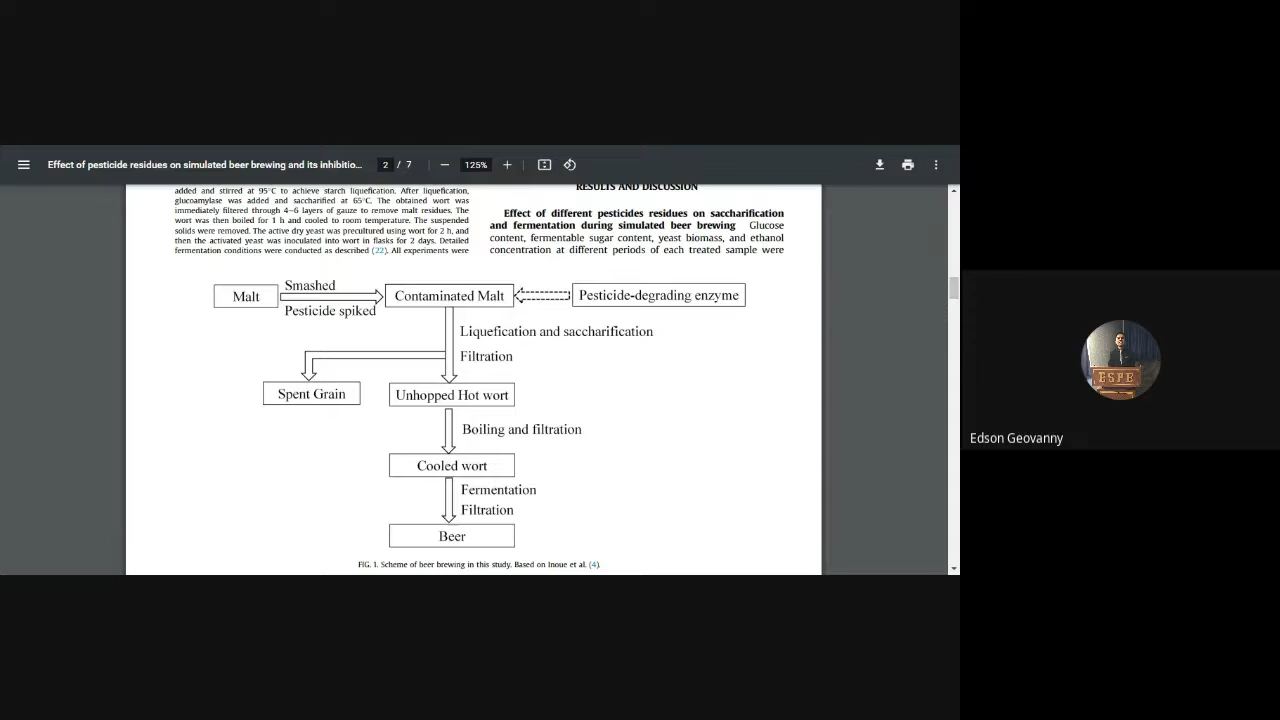 Effect of pesticide residues on simulated beer brewing and its inhibitio...
2 / 7
125%
added and stirred at 95°C to achieve starch liquefication. After liquefication,
glucoamylase was added and saccharified at 65°C. The obtained wort was
immediately filtered through 4–6 layers of gauze to remove malt residues. The
wort was then boiled for 1 h and cooled to room temperature. The suspended
solids were removed. The active dry yeast was precultured using wort for 2 h, and
then the activated yeast was inoculated into wort in flasks for 2 days. Detailed
fermentation conditions were conducted as described (22). All experiments were
RESULTS AND DISCUSSION
Effect of different pesticides residues on saccharification
and fermentation during simulated beer brewing Glucose
content, fermentable sugar content, yeast biomass, and ethanol
concentration at different periods of each treated sample were
Malt
Smashed
Pesticide spiked
Contaminated Malt
Pesticide-degrading enzyme
Liquefication and saccharification
Filtration
Spent Grain
Unhopped Hot wort
Boiling and filtration
Cooled wort
Fermentation
Filtration
Beer
FIG. 1. Scheme of beer brewing in this study. Based on Inoue et al. (4).
ESPE
Edson Geovanny